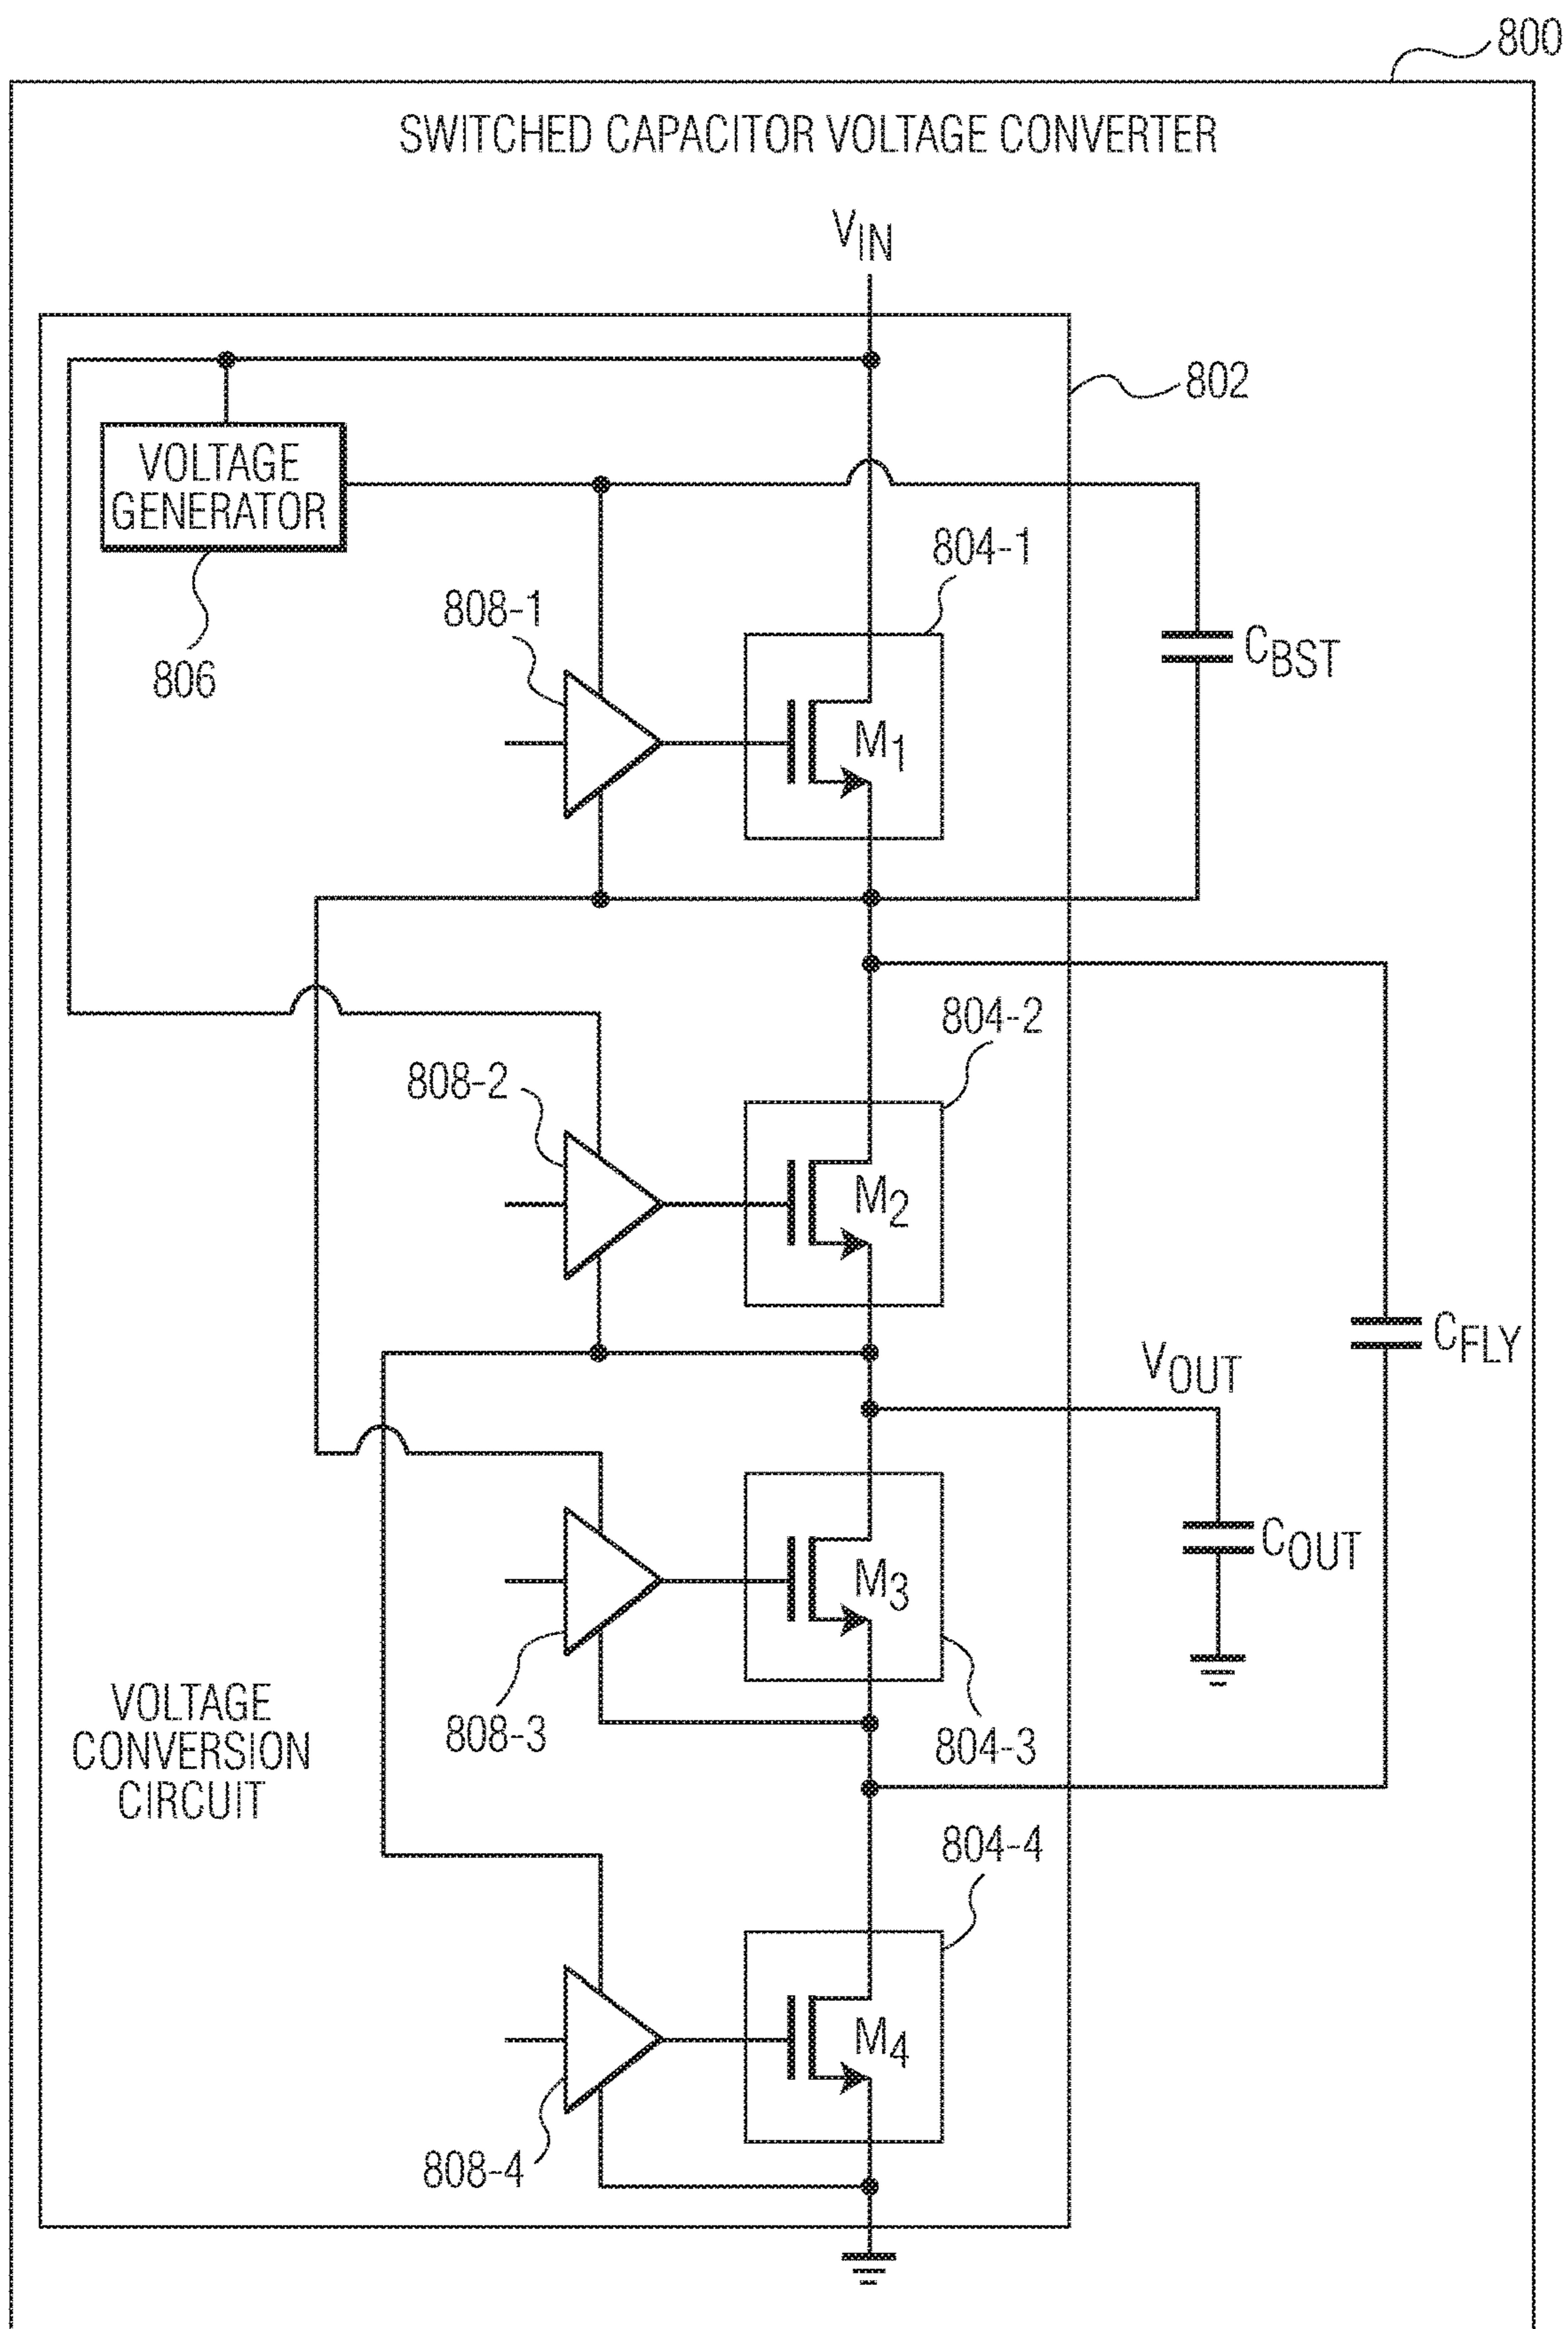 800
SWITCHED CAPACITOR VOLTAGE CONVERTER
VIN
802
VOLTAGE
GENERATOR
806
808-1
804-1
M1
CBST
808-2
804-2
M2
VOUT
CFLY
COUT
808-3
M3
804-3
VOLTAGE
CONVERSION
CIRCUIT
804-4
M4
808-4